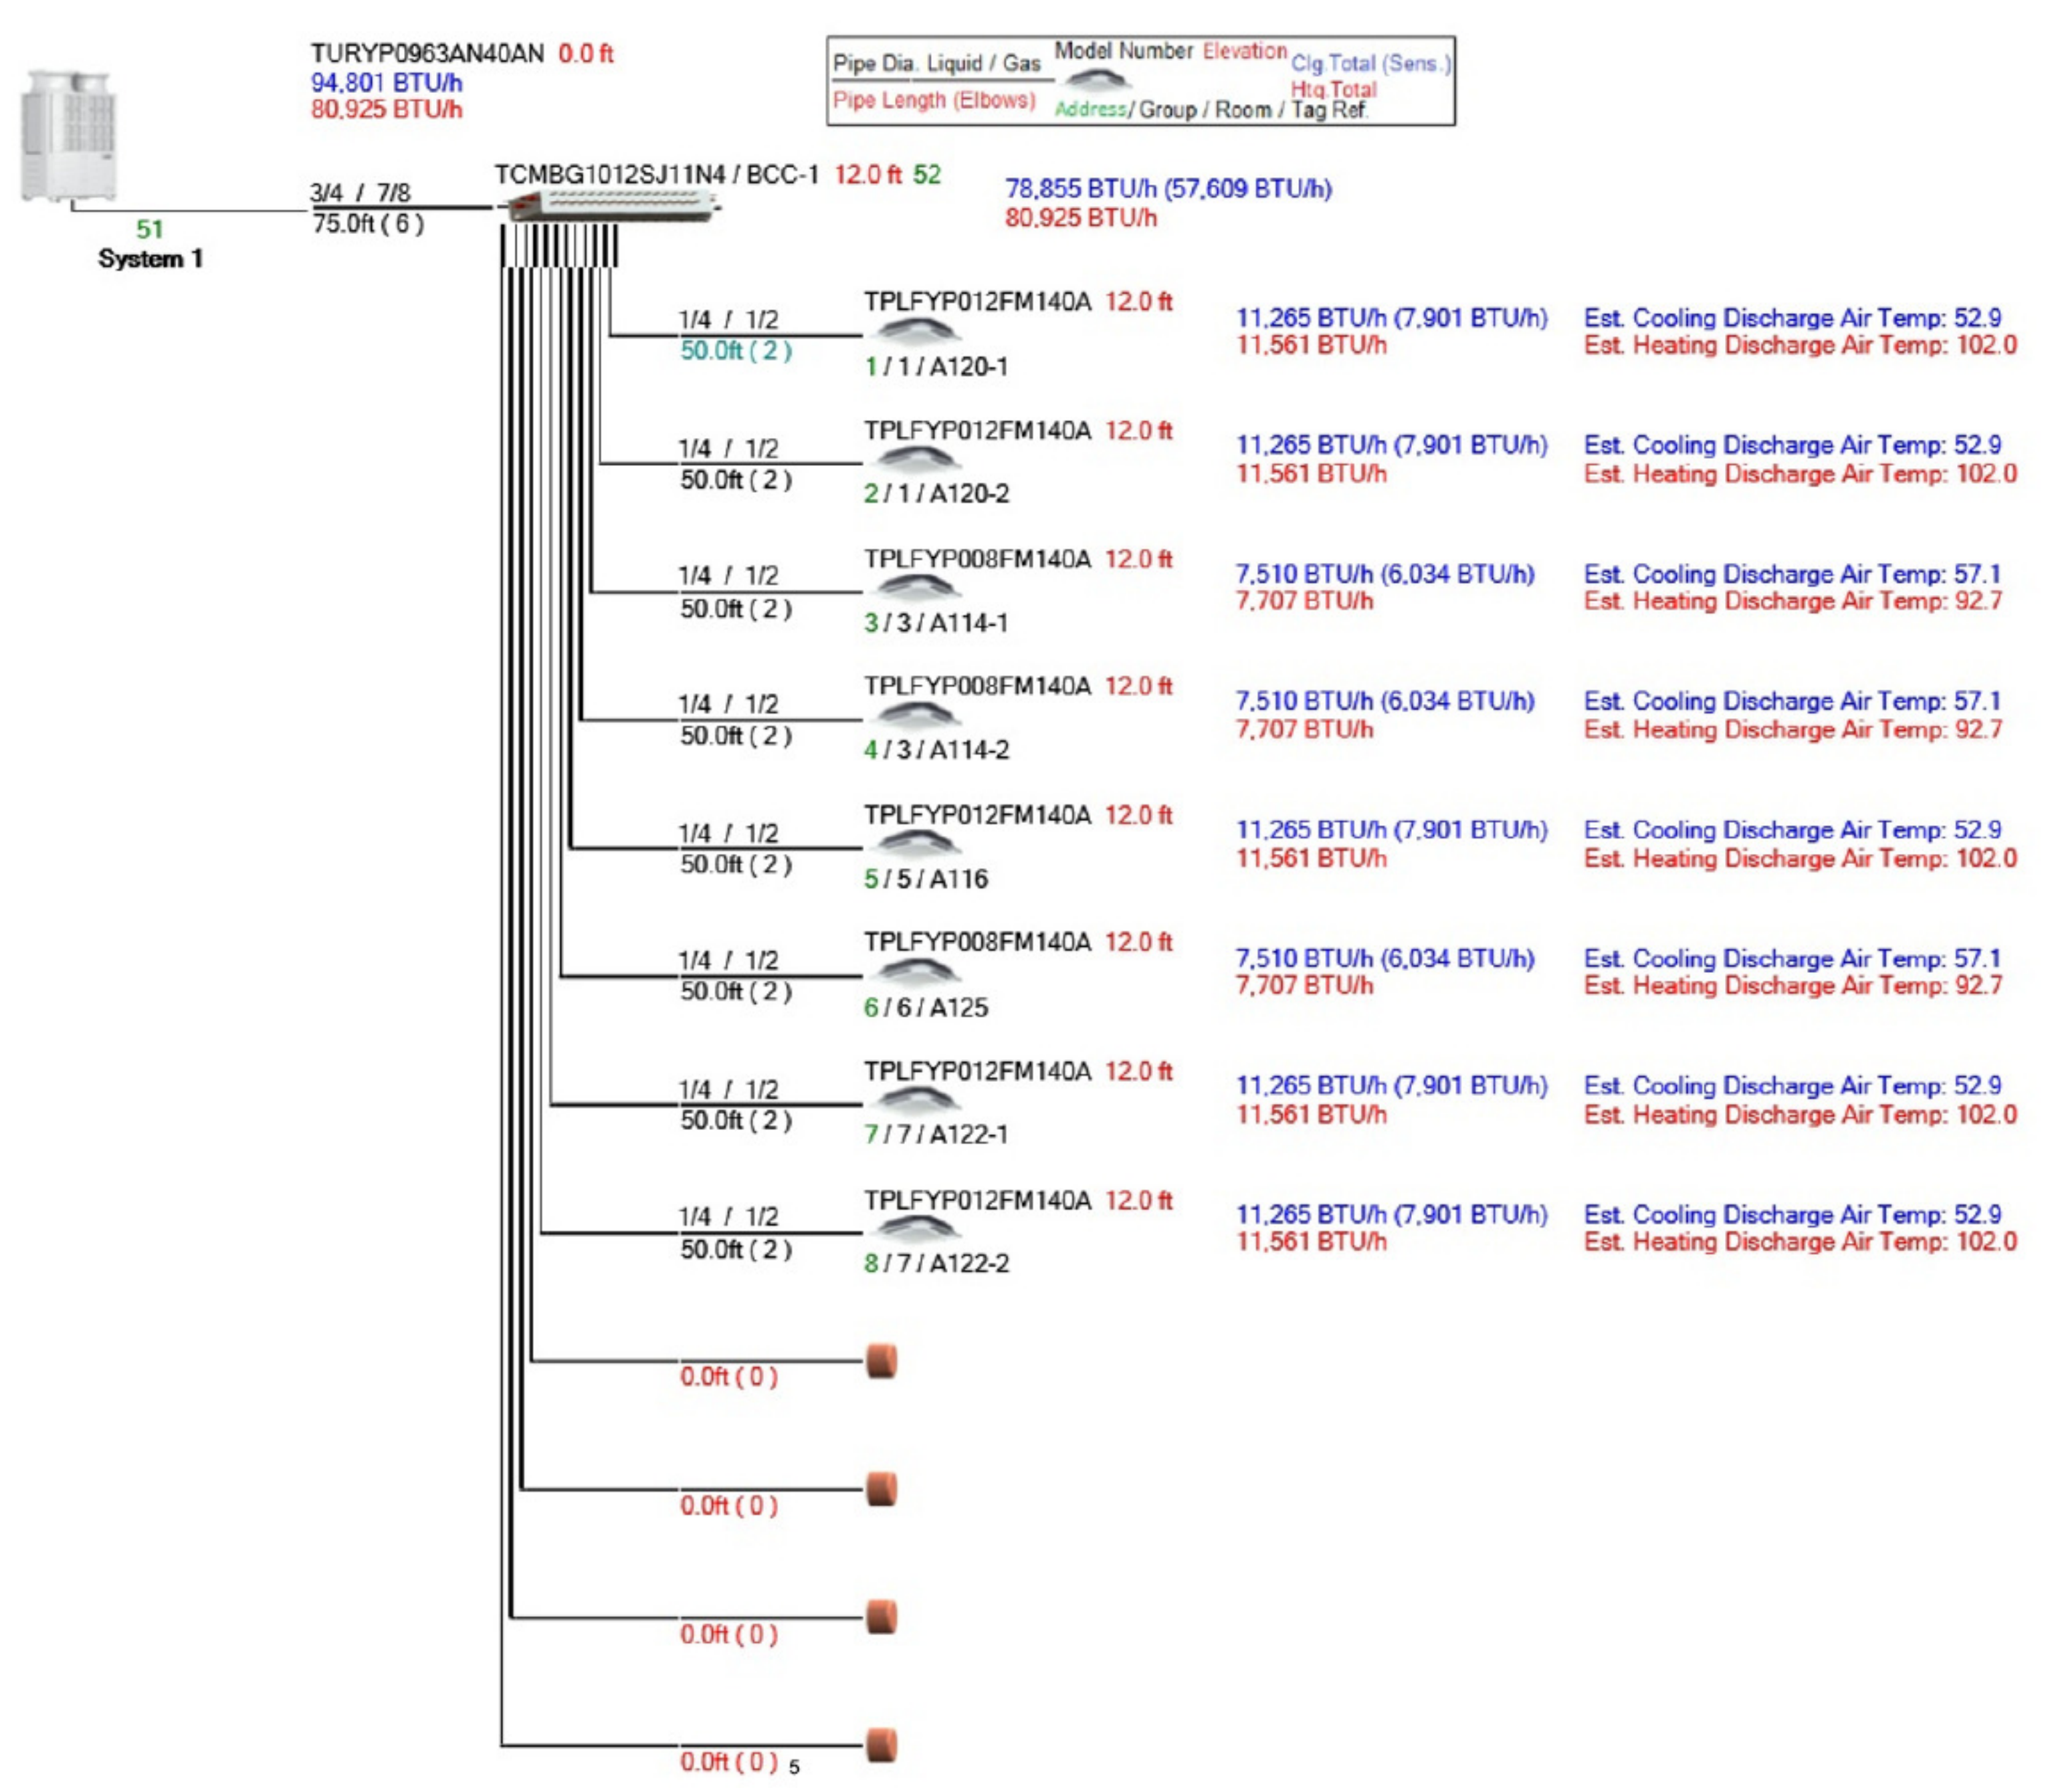 TURYP0963AN40AN 0.0 ft
94,801 BTU/h
80,925 BTU/h
Pipe Dia. Liquid / Gas
Pipe Length (Elbows)
Model Number Elevation
Clg.Total (Sens.)
Htg.Total
Address/ Group / Room / Tag Ref.
51
System 1
3/4 / 7/8
75.0ft ( 6 )
TCMBG1012SJ11N4 / BCC-1 12.0 ft 52
78,855 BTU/h (57,609 BTU/h)
80,925 BTU/h
1/4 / 1/2
50.0ft ( 2 )
TPLFYP012FM140A 12.0 ft
1 / 1 / A120-1
11,265 BTU/h (7,901 BTU/h)
11,561 BTU/h
Est. Cooling Discharge Air Temp: 52.9
Est. Heating Discharge Air Temp: 102.0
1/4 / 1/2
50.0ft ( 2 )
TPLFYP012FM140A 12.0 ft
2 / 1 / A120-2
11,265 BTU/h (7,901 BTU/h)
11,561 BTU/h
Est. Cooling Discharge Air Temp: 52.9
Est. Heating Discharge Air Temp: 102.0
1/4 / 1/2
50.0ft ( 2 )
TPLFYP008FM140A 12.0 ft
3 / 3 / A114-1
7,510 BTU/h (6,034 BTU/h)
7,707 BTU/h
Est. Cooling Discharge Air Temp: 57.1
Est. Heating Discharge Air Temp: 92.7
1/4 / 1/2
50.0ft ( 2 )
TPLFYP008FM140A 12.0 ft
4 / 3 / A114-2
7,510 BTU/h (6,034 BTU/h)
7,707 BTU/h
Est. Cooling Discharge Air Temp: 57.1
Est. Heating Discharge Air Temp: 92.7
1/4 / 1/2
50.0ft ( 2 )
TPLFYP012FM140A 12.0 ft
5 / 5 / A116
11,265 BTU/h (7,901 BTU/h)
11,561 BTU/h
Est. Cooling Discharge Air Temp: 52.9
Est. Heating Discharge Air Temp: 102.0
1/4 / 1/2
50.0ft ( 2 )
TPLFYP008FM140A 12.0 ft
6 / 6 / A125
7,510 BTU/h (6,034 BTU/h)
7,707 BTU/h
Est. Cooling Discharge Air Temp: 57.1
Est. Heating Discharge Air Temp: 92.7
1/4 / 1/2
50.0ft ( 2 )
TPLFYP012FM140A 12.0 ft
7 / 7 / A122-1
11,265 BTU/h (7,901 BTU/h)
11,561 BTU/h
Est. Cooling Discharge Air Temp: 52.9
Est. Heating Discharge Air Temp: 102.0
1/4 / 1/2
50.0ft ( 2 )
TPLFYP012FM140A 12.0 ft
8 / 7 / A122-2
11,265 BTU/h (7,901 BTU/h)
11,561 BTU/h
Est. Cooling Discharge Air Temp: 52.9
Est. Heating Discharge Air Temp: 102.0
0.0ft ( 0 )
0.0ft ( 0 )
0.0ft ( 0 )
0.0ft ( 0 ) 5